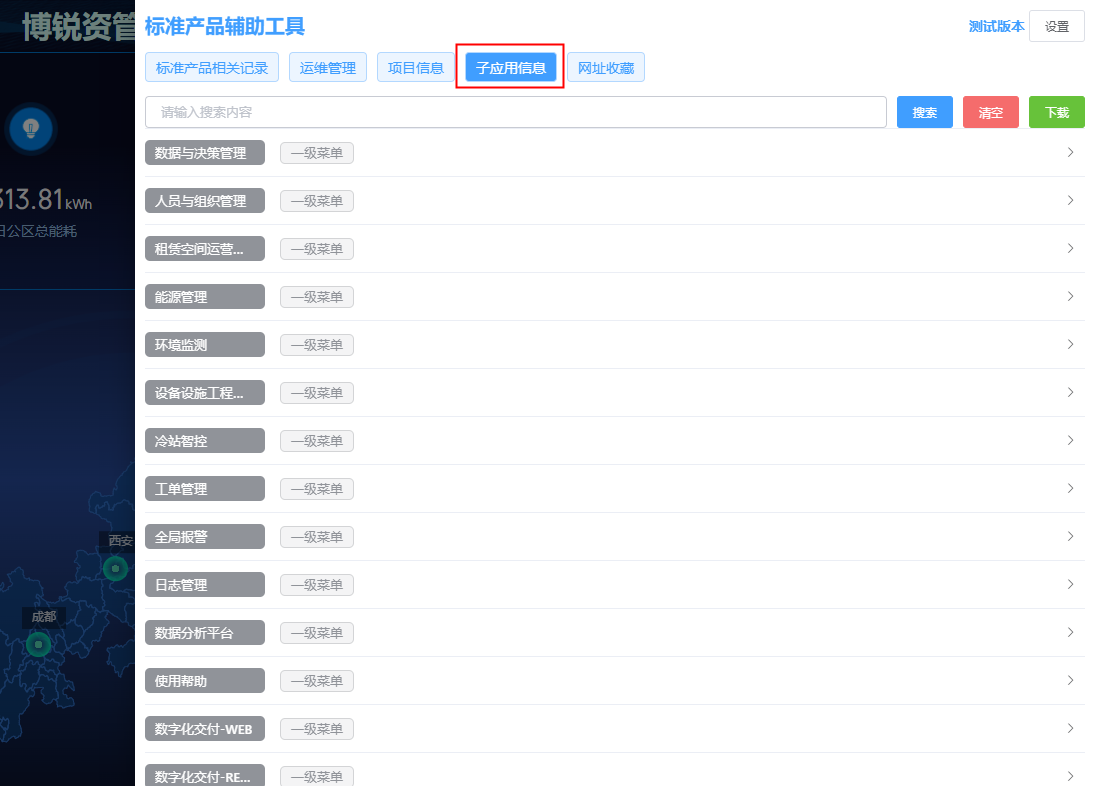 博锐资管
313.81kWh
日公区总能耗
西安
成都
标准产品辅助工具
测试版本
设置
标准产品相关记录
运维管理
项目信息
子应用信息
网址收藏
请输入搜索内容
搜索
清空
下载
数据与决策管理 一级菜单
人员与组织管理 一级菜单
租赁空间运营... 一级菜单
能源管理 一级菜单
环境监测 一级菜单
设备设施工程... 一级菜单
冷站智控 一级菜单
工单管理 一级菜单
全局报警 一级菜单
日志管理 一级菜单
数据分析平台 一级菜单
使用帮助 一级菜单
数字化交付-WEB 一级菜单
数字化交付-RE... 一级菜单